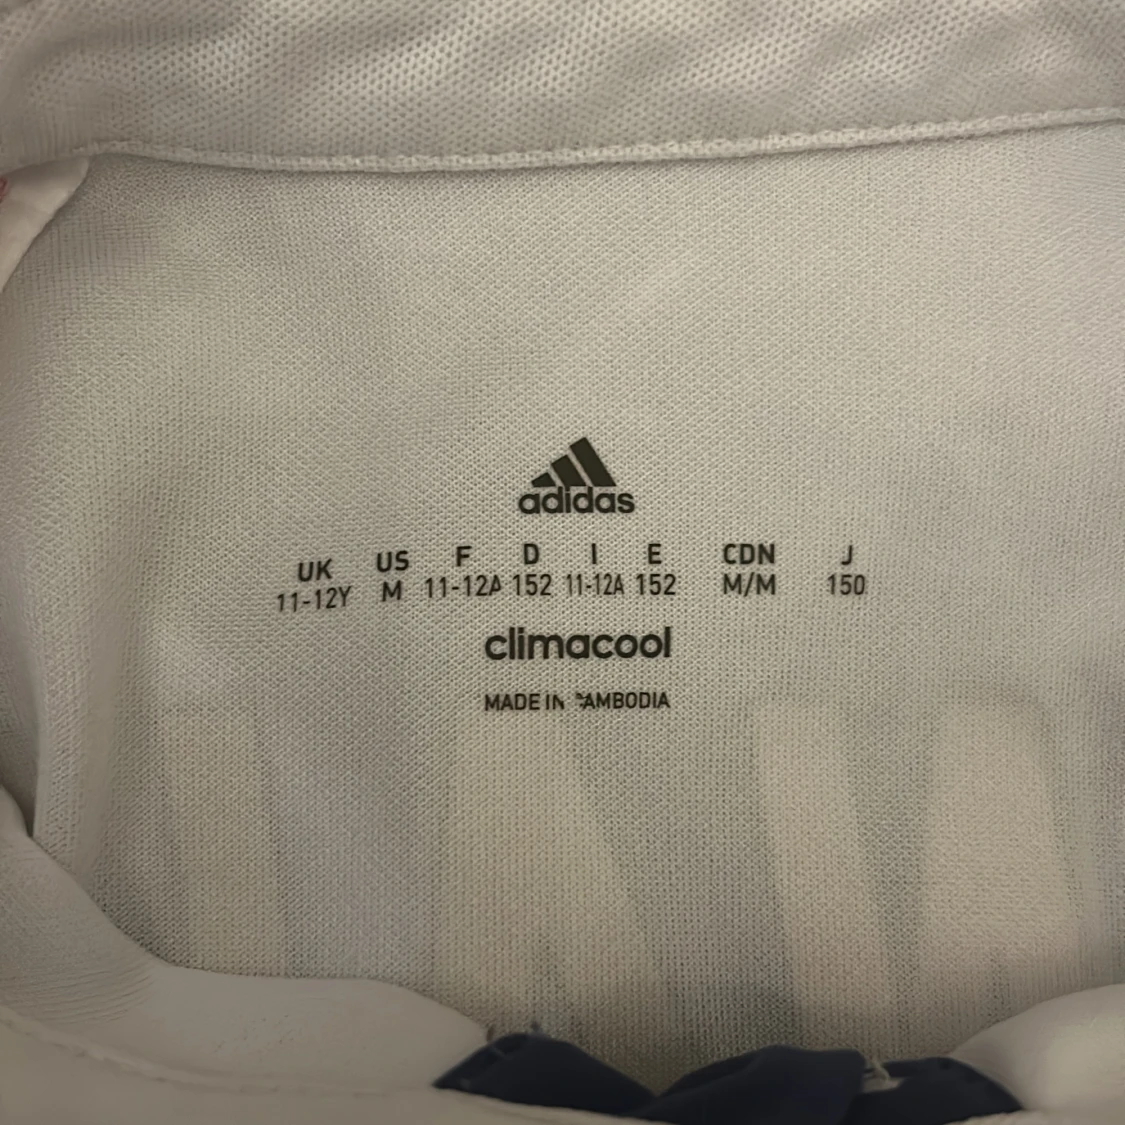 adidas
UK US F D I E CDN J
11-12Y M 11-12A 152 11-12A 152 M/M 150
climacool
MADE IN CAMBODIA